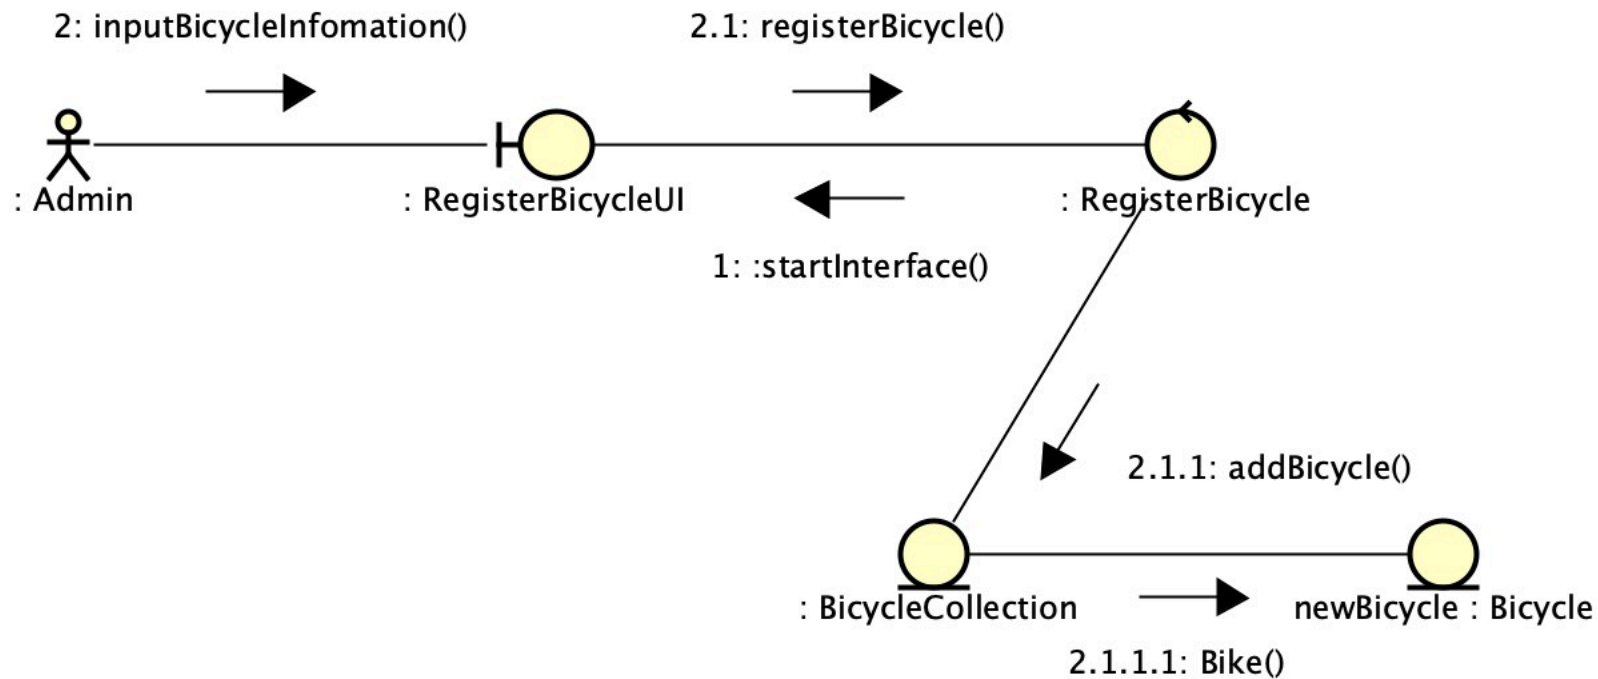 2: inputBicycleInfomation()
2.1: registerBicycle()
: Admin
: RegisterBicycleUI
: RegisterBicycle
1: :startInterface()
2.1.1: addBicycle()
: BicycleCollection
newBicycle : Bicycle
2.1.1.1: Bike()